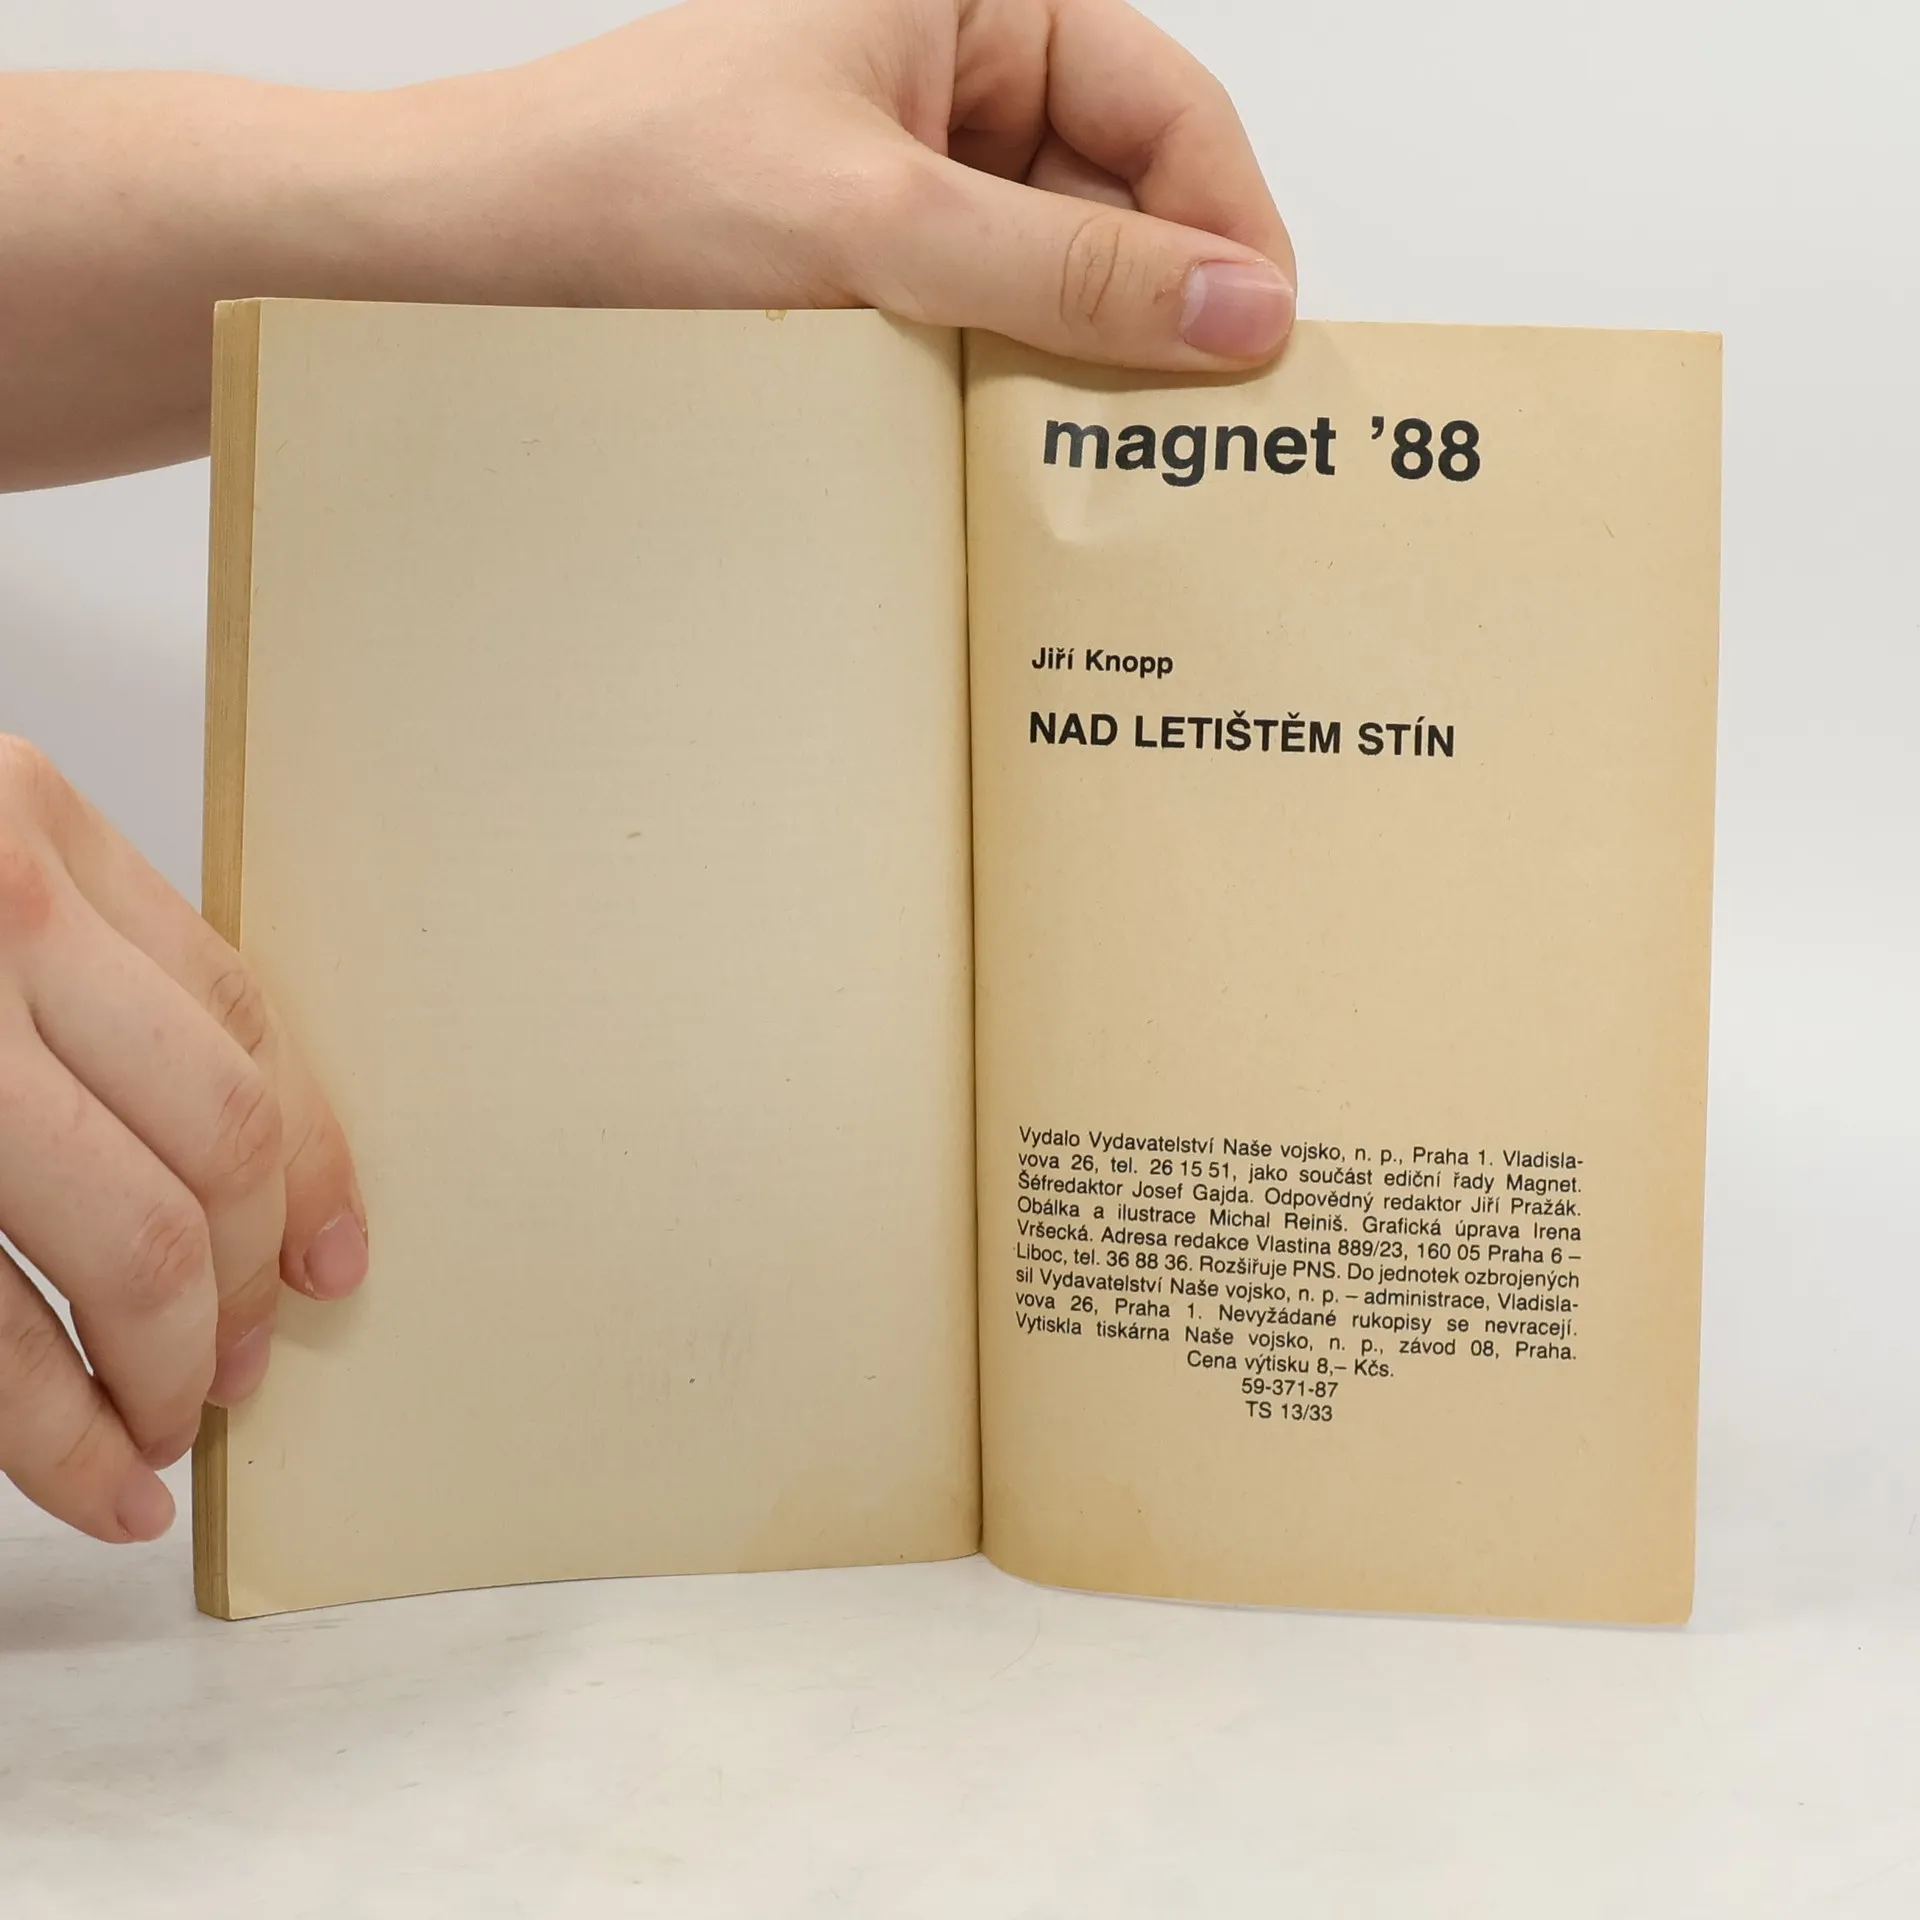 magnet ’88
Jiří Knopp
NAD LETIŠTĚM STÍN
Vydalo Vydavatelství Naše vojsko, n. p., Praha 1. Vladisla-
vova 26, tel. 26 15 51, jako součást ediční řady Magnet.
Šéfredaktor Josef Gajda. Odpovědný redaktor Jiří Pražák.
Obálka a ilustrace Michal Reiniš. Grafická úprava Irena
Vršecká. Adresa redakce Vlastina 889/23, 160 05 Praha 6 –
Liboc, tel. 36 88 36. Rozšiřuje PNS. Do jednotek ozbrojených
sil Vydavatelství Naše vojsko, n. p. – administrace, Vladisla-
vova 26, Praha 1. Nevyžádané rukopisy se nevracejí.
Vytiskla tiskárna Naše vojsko, n. p., závod 08, Praha.
Cena výtisku 8,– Kčs.
59-371-87
TS 13/33